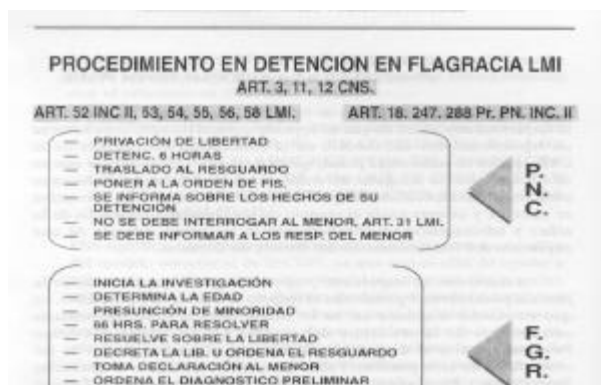 PROCEDIMIENTO EN DETENCION EN FLAGRACIA LMI
ART. 3, 11, 12 CNS.
ART. 52 INC II, 53, 54, 55, 56, 58 LMI. ART. 18. 247. 288 Pr. PN. INC. II
— PRIVACIÓN DE LIBERTAD
— DETENC. 6 HORAS
— TRASLADO AL RESGUARDO
— PONER A LA ORDEN DE FIS.
— SE INFORMA SOBRE LOS HECHOS DE SU
DETENCIÓN
— NO SE DEBE INTERROGAR AL MENOR, ART. 31 LMI.
— SE DEBE INFORMAR A LOS RESP. DEL MENOR
P.
N.
C.
— INICIA LA INVESTIGACIÓN
— DETERMINA LA EDAD
— PRESUNCIÓN DE MINORIDAD
— 66 HRS. PARA RESOLVER
— RESUELVE SOBRE LA LIBERTAD
— DECRETA LA LIB. U ORDENA EL RESGUARDO
— TOMA DECLARACIÓN AL MENOR
— ORDENA EL DIAGNOSTICO PRELIMINAR
F.
G.
R.